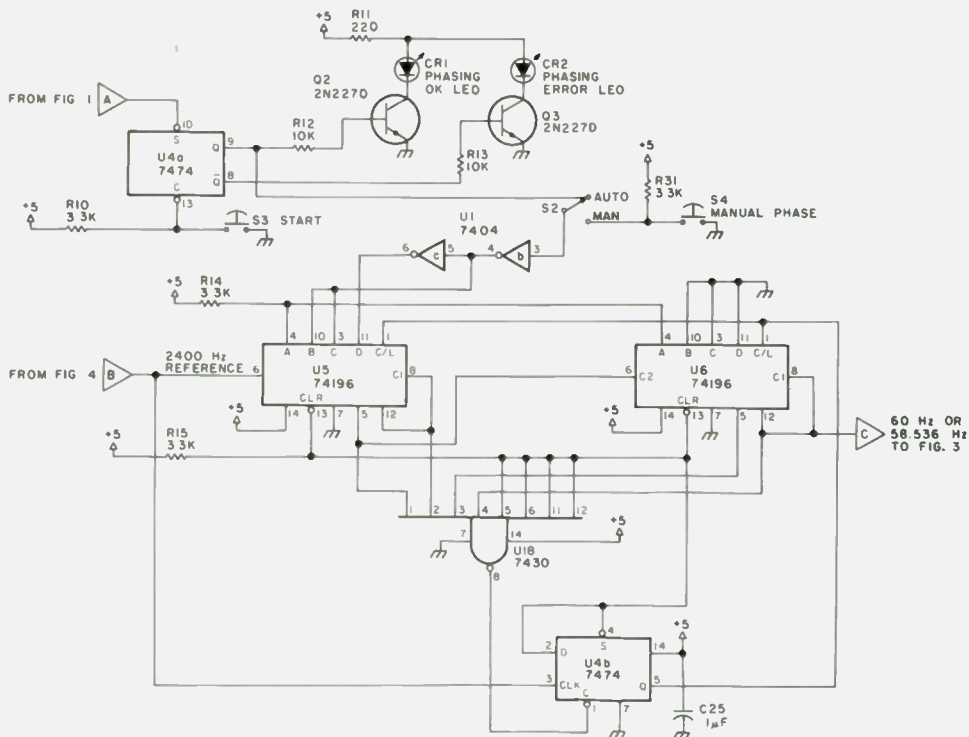 +5
R11
220
CR1
PHASING
OK LED
CR2
PHASING
ERROR LED
Q2
2N2270
Q3
2N2270
FROM FIG 1 A
10
S
U4a
7474
Q
9
Q
8
C
13
R12
10K
R13
10K
+5
R10
3.3K
S3 START
AUTO
S2
MAN
+5
R31
3.3K
S4
MANUAL PHASE
U1
7404
6
c
5
4
b
3
+5
R14
3.3K
4
10
3
11
1
A
B
C
D
C/L
U5
74196
C1
8
6
CLR
14
13
7
5
12
4
10
3
11
1
A
B
C
D
C/L
U6
74196
C2
6
C1
8
CLR
14
13
7
5
12
FROM FIG 4 B
2400 Hz
REFERENCE
+5
+5
R15
3.3K
+5
C
60 Hz OR
58.536 Hz
TO FIG. 3
1
2
3
4
5
6
11
12
7
14
+5
U18
7430
8
4
S
2
D
U4b
7474
14
3
CLK
Q
5
C
1
7
+5
C25
1µF